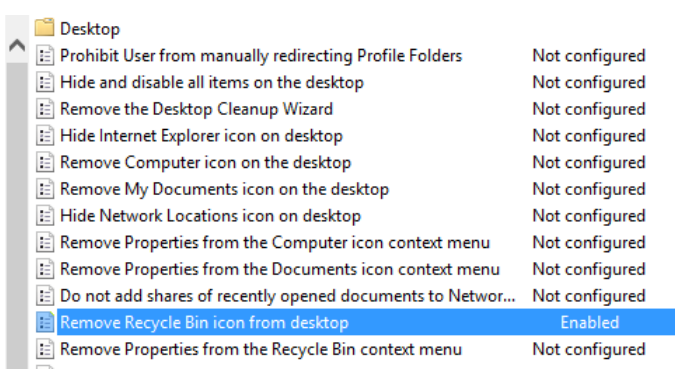 Desktop
Prohibit User from manually redirecting Profile Folders Not configured
Hide and disable all items on the desktop Not configured
Remove the Desktop Cleanup Wizard Not configured
Hide Internet Explorer icon on desktop Not configured
Remove Computer icon on the desktop Not configured
Remove My Documents icon on the desktop Not configured
Hide Network Locations icon on desktop Not configured
Remove Properties from the Computer icon context menu Not configured
Remove Properties from the Documents icon context menu Not configured
Do not add shares of recently opened documents to Networ... Not configured
Remove Recycle Bin icon from desktop Enabled
Remove Properties from the Recycle Bin context menu Not configured